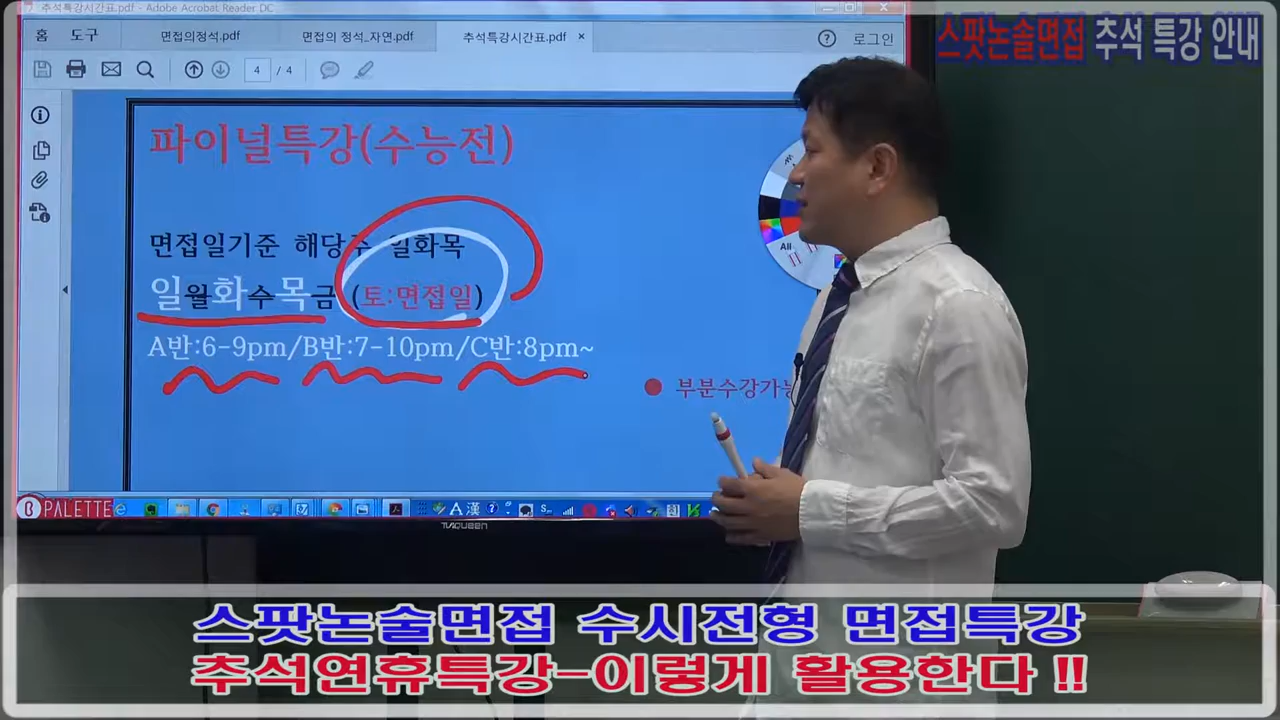 추석특강시간표.pdf - Adobe Acrobat Reader DC
스팟논술면접 추석 특강 안내
홈 도구 면접의정석.pdf 면접의 정석_자연.pdf 추석특강시간표.pdf × ? 로그인
4 / 4
파이널특강(수능전)
면접일기준 해당주 일화목
일월화수목금 (토:면접일)
A반:6-9pm/B반:7-10pm/C반:8pm~
All
부분수강가능
PALETTE
A 漢
TVAQUEEN
스팟논술면접 수시전형 면접특강
추석연휴특강-이렇게 활용한다 !!